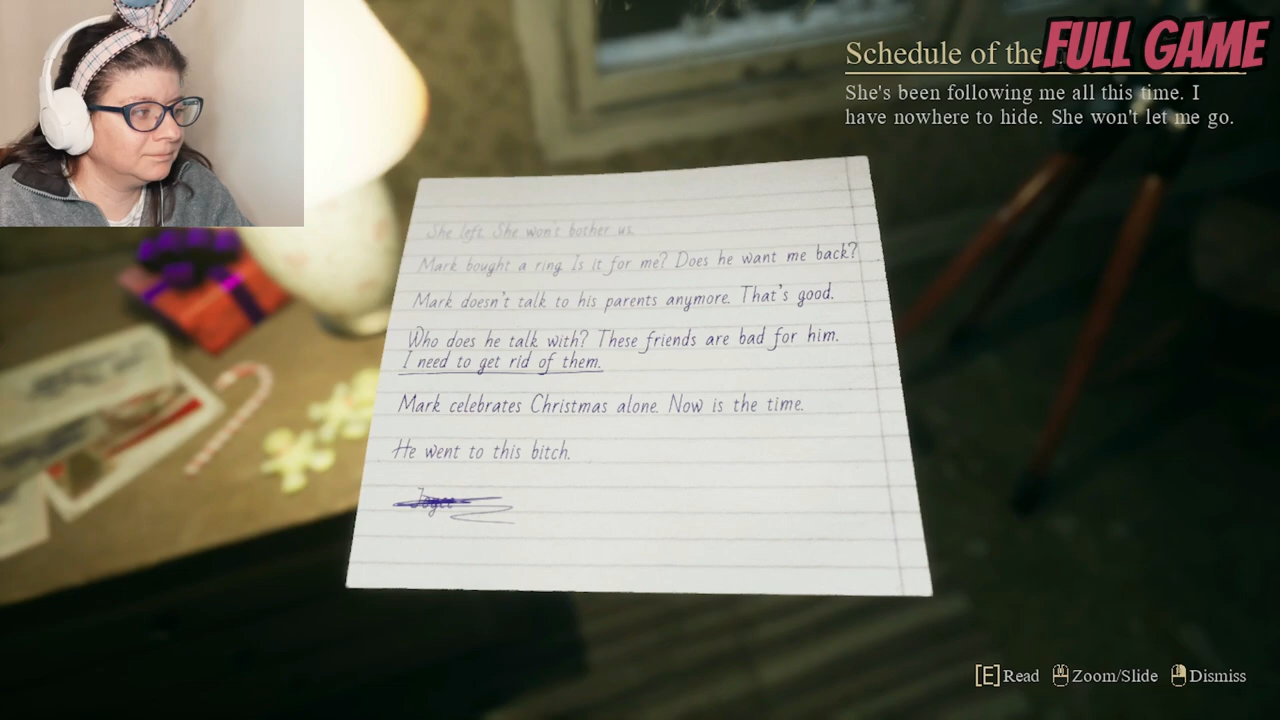 FULL GAME
Schedule of the
She's been following me all this time. I
have nowhere to hide. She won't let me go.
She left. She won't bother us.
Mark bought a ring. Is it for me? Does he want me back?
Mark doesn't talk to his parents anymore. That's good.
Who does he talk with? These friends are bad for him.
I need to get rid of them.
Mark celebrates Christmas alone. Now is the time.
He went to this bitch.
[E] Read Zoom/Slide Dismiss